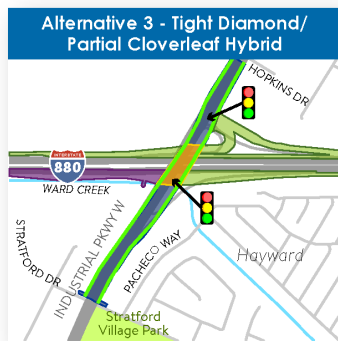 Alternative 3 - Tight Diamond/
Partial Cloverleaf Hybrid
HOPKINS DR
INTERSTATE
880
WARD CREEK
STRATFORD DR
INDUSTRIAL PKWY W
PACHECO WAY
Hayward
Stratford
Village Park